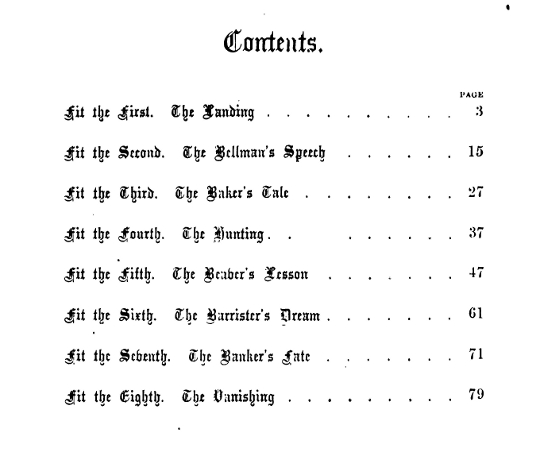 Contents.
PAGE
Fit the First. The Landing . . . . . . . . . . 3
Fit the Second. The Bellman's Speech . . . . . . 15
Fit the Third. The Baker's Tale . . . . . . . . 27
Fit the Fourth. The Hunting . . . . . . . . 37
Fit the Fifth. The Beaver's Lesson . . . . . . . 47
Fit the Sixth. The Barrister's Dream . . . . . . . 61
Fit the Seventh. The Banker's Fate . . . . . . . 71
Fit the Eighth. The Vanishing . . . . . . . . . 79